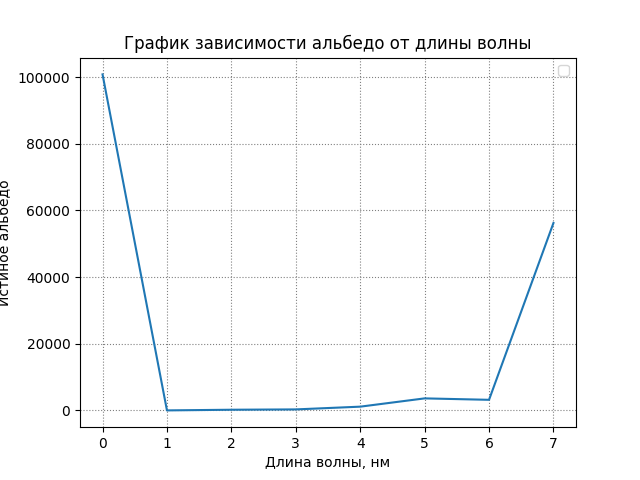 График зависимости альбедо от длины волны
100000
80000
60000
40000
20000
0
Истиное альбедо
0 1 2 3 4 5 6 7
Длина волны, нм